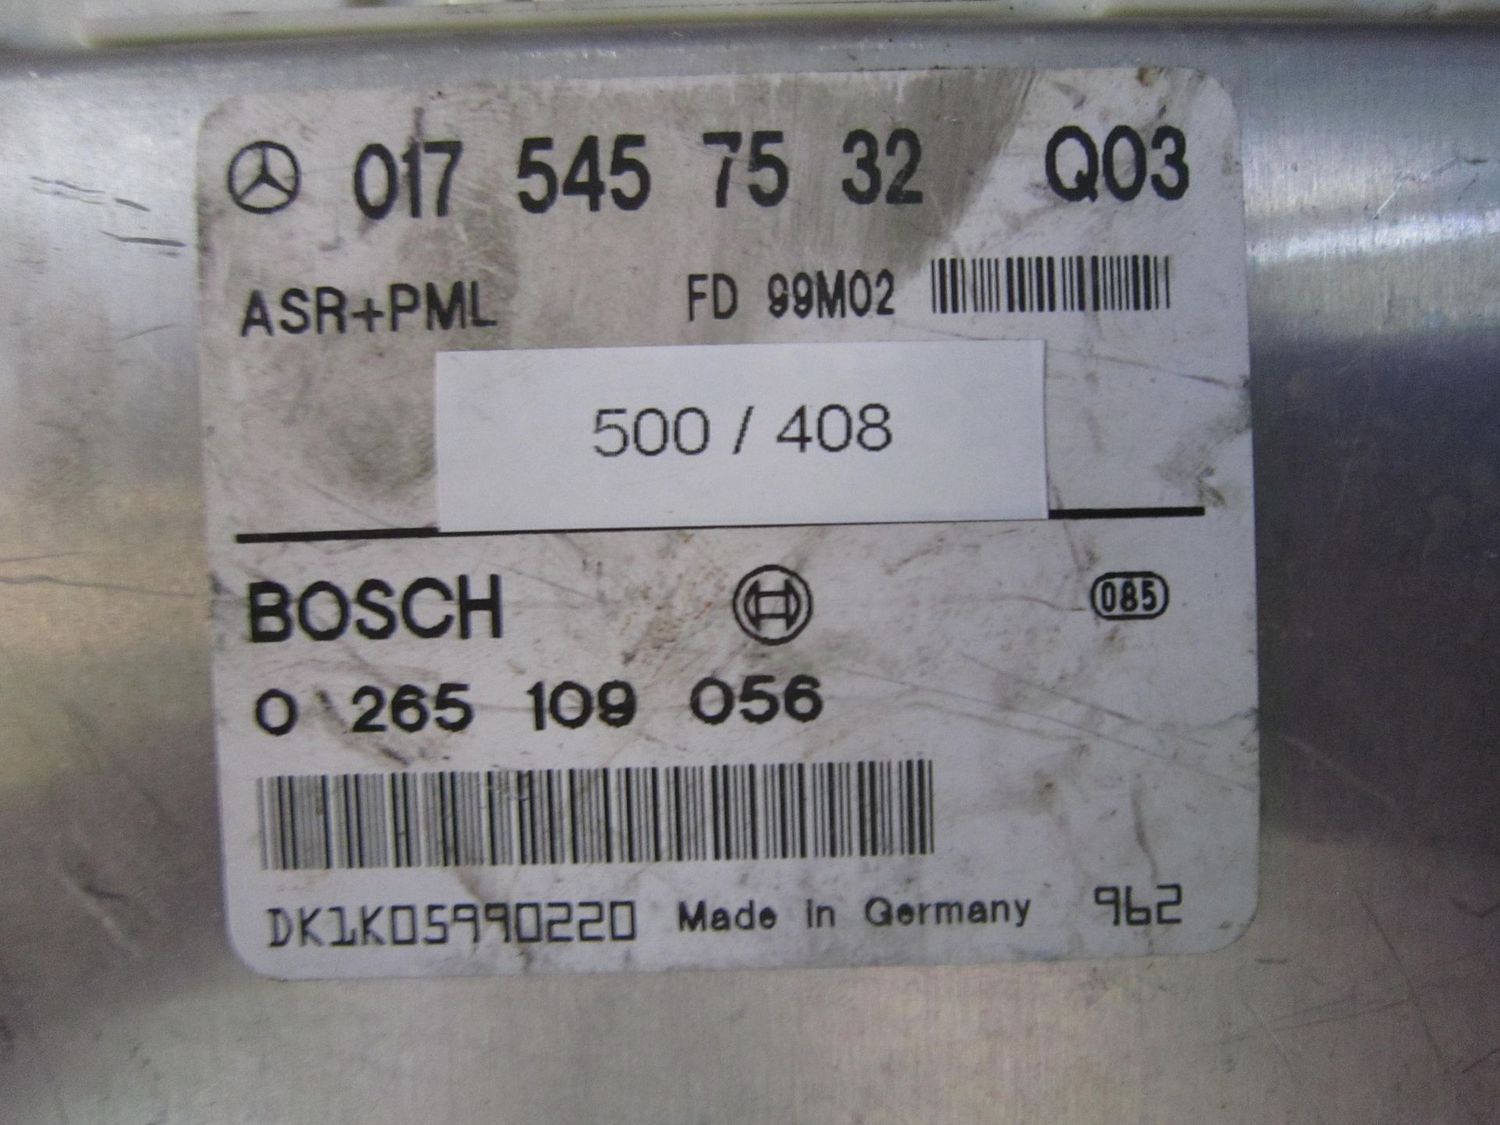 017 545 75 32 Q03
ASR+PML FD 99M02
500 / 408
BOSCH 085
0 265 109 056
DK1K05990220 Made in Germany 962